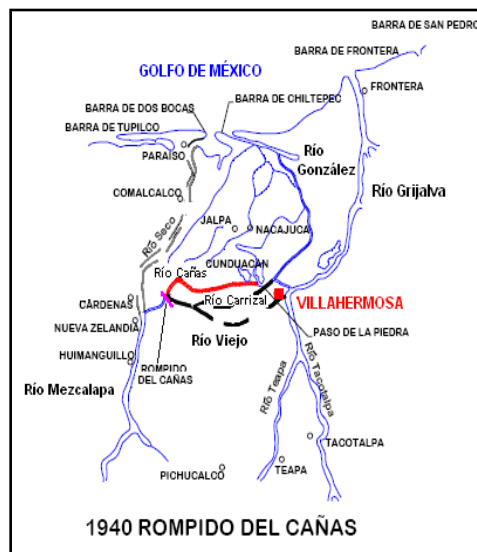 BARRA DE SAN PEDRO
BARRA DE FRONTERA
GOLFO DE MÉXICO
FRONTERA
BARRA DE DOS BOCAS
BARRA DE CHILTEPEC
BARRA DE TUPILCO
PARAÍSO
Río
González
Río Grijalva
COMALCALCO
JALPA
NACAJUCA
Río Seco
CUNDUACÁN
Río Cañas
CÁRDENAS
Río Carrizal
VILLAHERMOSA
NUEVA ZELANDIA
PASO DE LA PIEDRA
Río Viejo
HUIMANGUILLO
ROMPIDO
DEL CAÑAS
Río Mezcalapa
Río Teapa
Río Tacotalpa
TACOTALPA
PICHUCALCO
TEAPA
1940 ROMPIDO DEL CAÑAS